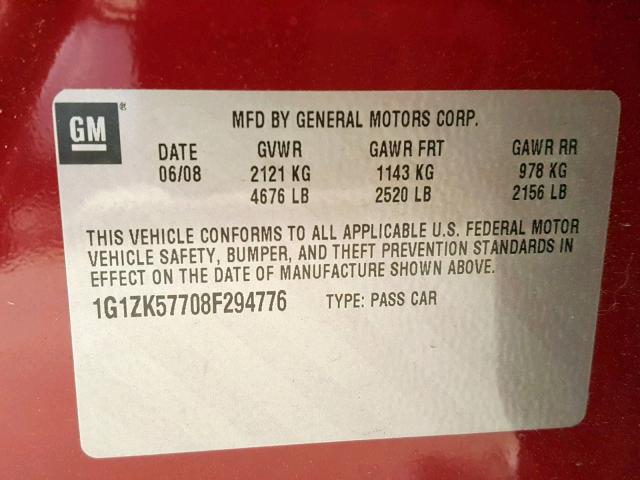 GM®
MFD BY GENERAL MOTORS CORP.
DATE GVWR GAWR FRT GAWR RR
06/08 2121 KG 1143 KG 978 KG
4676 LB 2520 LB 2156 LB
THIS VEHICLE CONFORMS TO ALL APPLICABLE U.S. FEDERAL MOTOR
VEHICLE SAFETY, BUMPER, AND THEFT PREVENTION STANDARDS IN
EFFECT ON THE DATE OF MANUFACTURE SHOWN ABOVE.
1G1ZK57708F294776 TYPE: PASS CAR